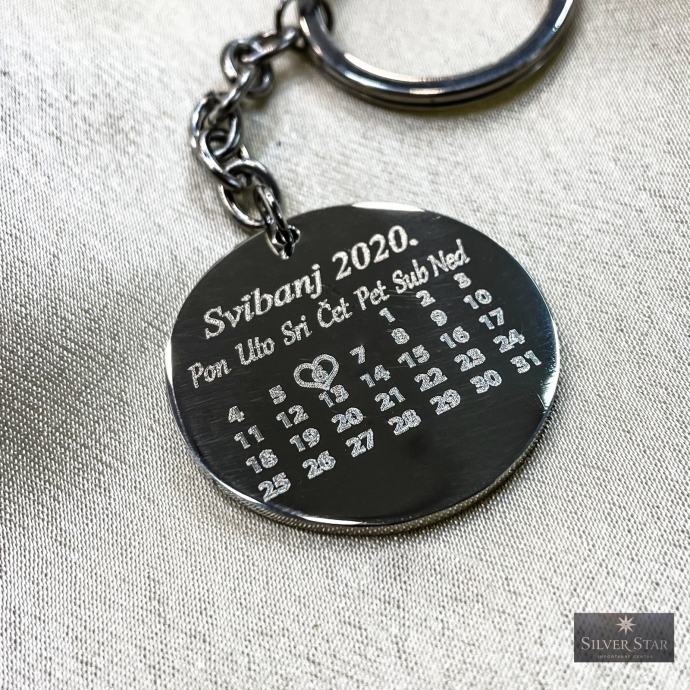 Svibanj 2020.
Pon Uto Sri Čet Pet Sub Ned
1 2 3
4 5 6 7 8 9 10
11 12 13 14 15 16 17
18 19 20 21 22 23 24
25 26 27 28 29 30 31
SILVER STAR